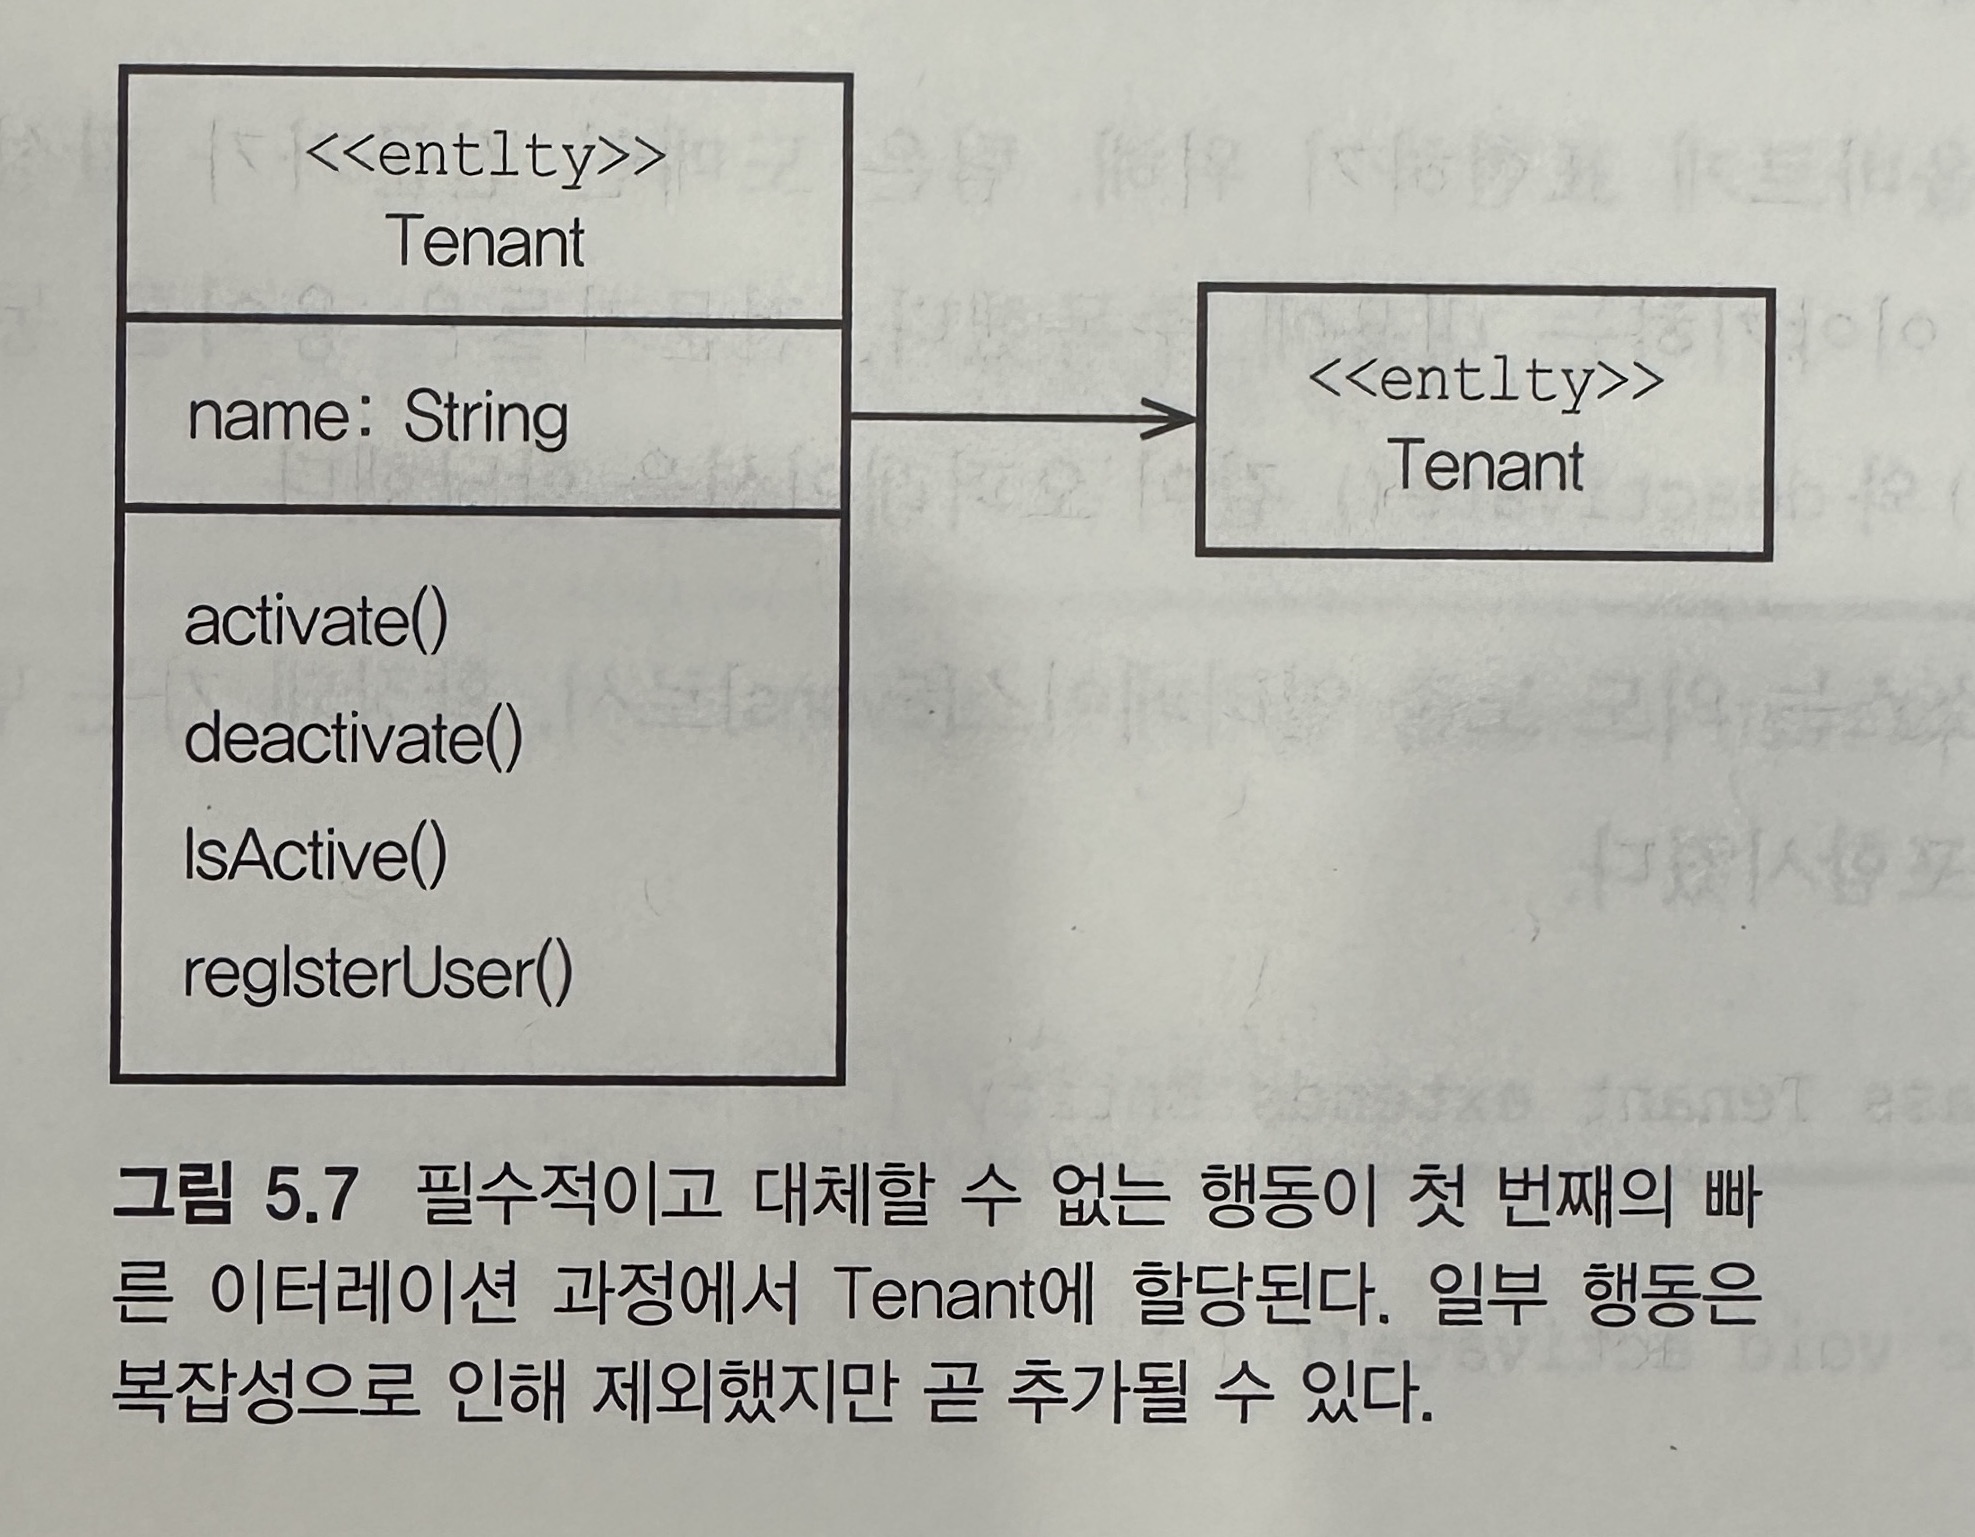 <<entlty>>
Tenant
name: String
activate()
deactivate()
IsActive()
regIsterUser()
<<entlty>>
Tenant
그림 5.7 필수적이고 대체할 수 없는 행동이 첫 번째의 빠
른 이터레이션 과정에서 Tenant에 할당된다. 일부 행동은
복잡성으로 인해 제외했지만 곧 추가될 수 있다.